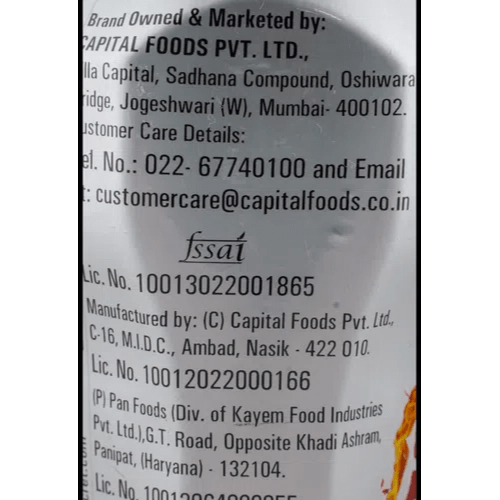 Brand Owned & Marketed by:
CAPITAL FOODS PVT. LTD.,
lla Capital, Sadhana Compound, Oshiwara
ridge, Jogeshwari (W), Mumbai- 400102.
ustomer Care Details:
el. No.: 022- 67740100 and Email
t: customercare@capitalfoods.co.in
fssai
Lic. No. 10013022001865
Manufactured by: (C) Capital Foods Pvt. Ltd.,
C-16, M.I.D.C., Ambad, Nasik - 422 010.
Lic. No. 10012022000166
(P) Pan Foods (Div. of Kayem Food Industries
Pvt. Ltd.),G.T. Road, Opposite Khadi Ashram,
Panipat, (Haryana) - 132104.
Lic. No.